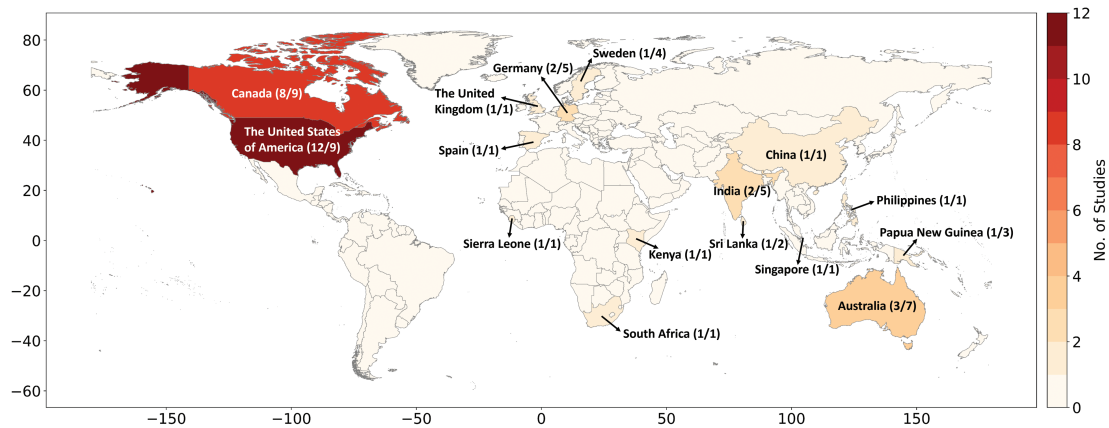 80
60
40
20
0
−20
−40
−60
−150
−100
−50
0
50
100
150
Canada (8/9)
The United States
of America (12/9)
Sweden (1/4)
Germany (2/5)
The United
Kingdom (1/1)
Spain (1/1)
China (1/1)
India (2/5)
Philippines (1/1)
Sierra Leone (1/1)
Kenya (1/1)
Sri Lanka (1/2)
Papua New Guinea (1/3)
Singapore (1/1)
Australia (3/7)
South Africa (1/1)
12
10
8
6
4
2
0
No. of Studies